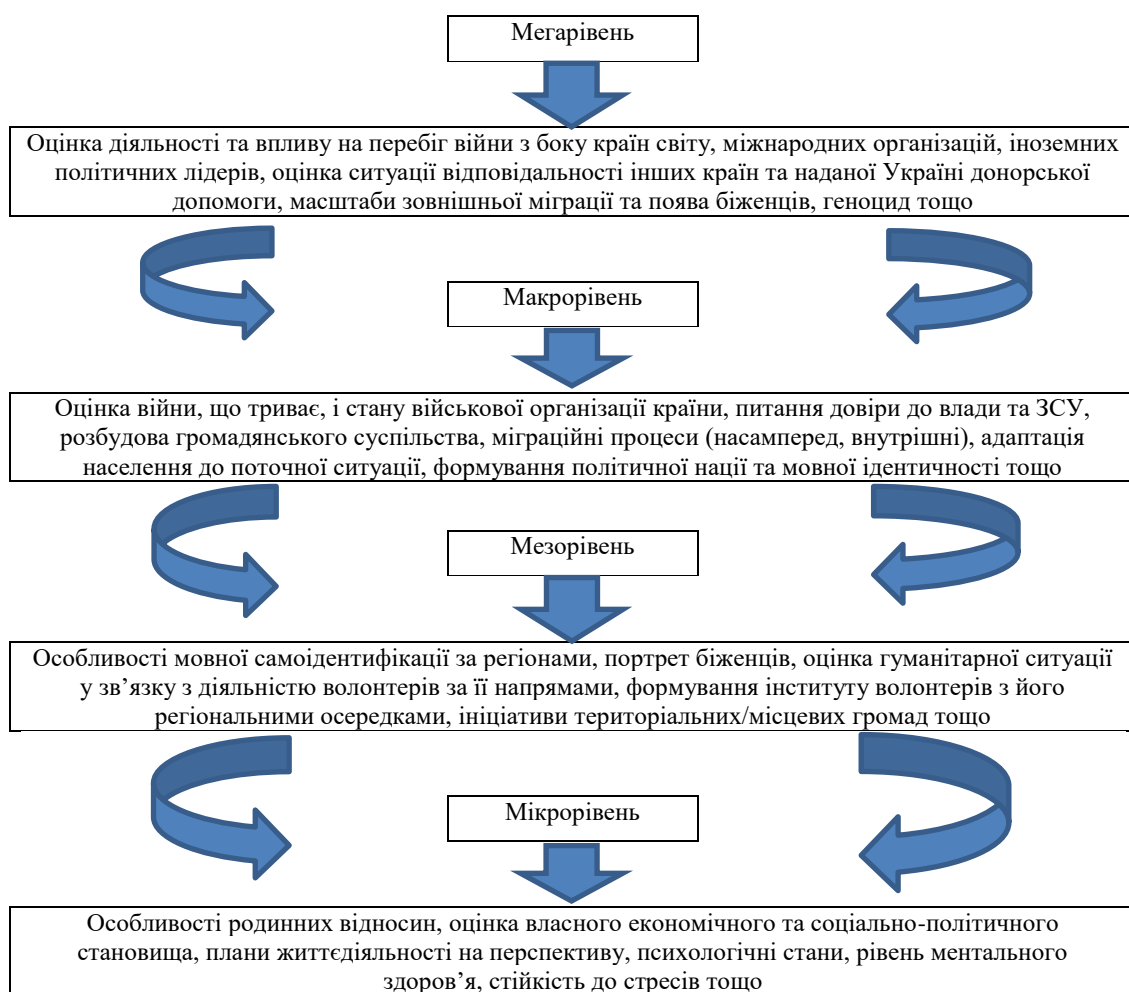 Мегарівень
Оцінка діяльності та впливу на перебіг війни з боку країн світу, міжнародних організацій, іноземних
політичних лідерів, оцінка ситуації відповідальності інших країн та наданої Україні донорської
допомоги, масштаби зовнішньої міграції та поява біженців, геноцид тощо
Макрорівень
Оцінка війни, що триває, і стану військової організації країни, питання довіри до влади та ЗСУ,
розбудова громадянського суспільства, міграційні процеси (насамперед, внутрішні), адаптація
населення до поточної ситуації, формування політичної нації та мовної ідентичності тощо
Мезорівень
Особливості мовної самоідентифікації за регіонами, портрет біженців, оцінка гуманітарної ситуації
у зв’язку з діяльністю волонтерів за її напрямами, формування інституту волонтерів з його
регіональними осередками, ініціативи територіальних/місцевих громад тощо
Мікрорівень
Особливості родинних відносин, оцінка власного економічного та соціально-політичного
становища, плани життєдіяльності на перспективу, психологічні стани, рівень ментального
здоров’я, стійкість до стресів тощо